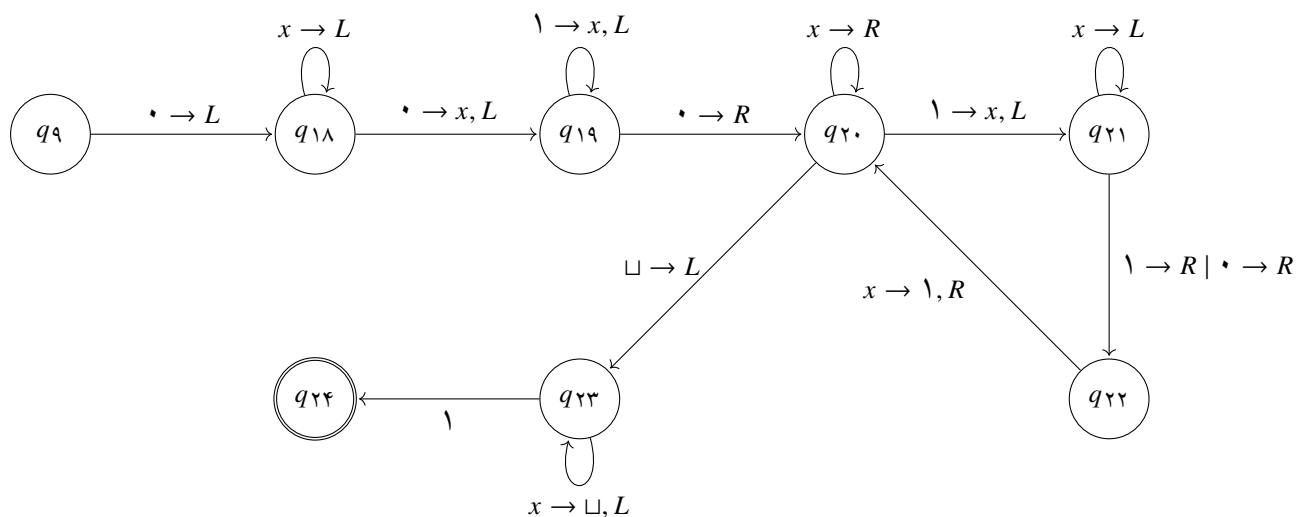 x → L
۱ → x, L
x → R
x → L
q۹
۰ → L
q۱۸
۰ → x, L
q۱۹
۰ → R
q۲۰
۱ → x, L
q۲۱
⊔ → L
x → ۱, R
۱ → R | ۰ → R
q۲۴
۱
q۲۳
q۲۲
x → ⊔, L